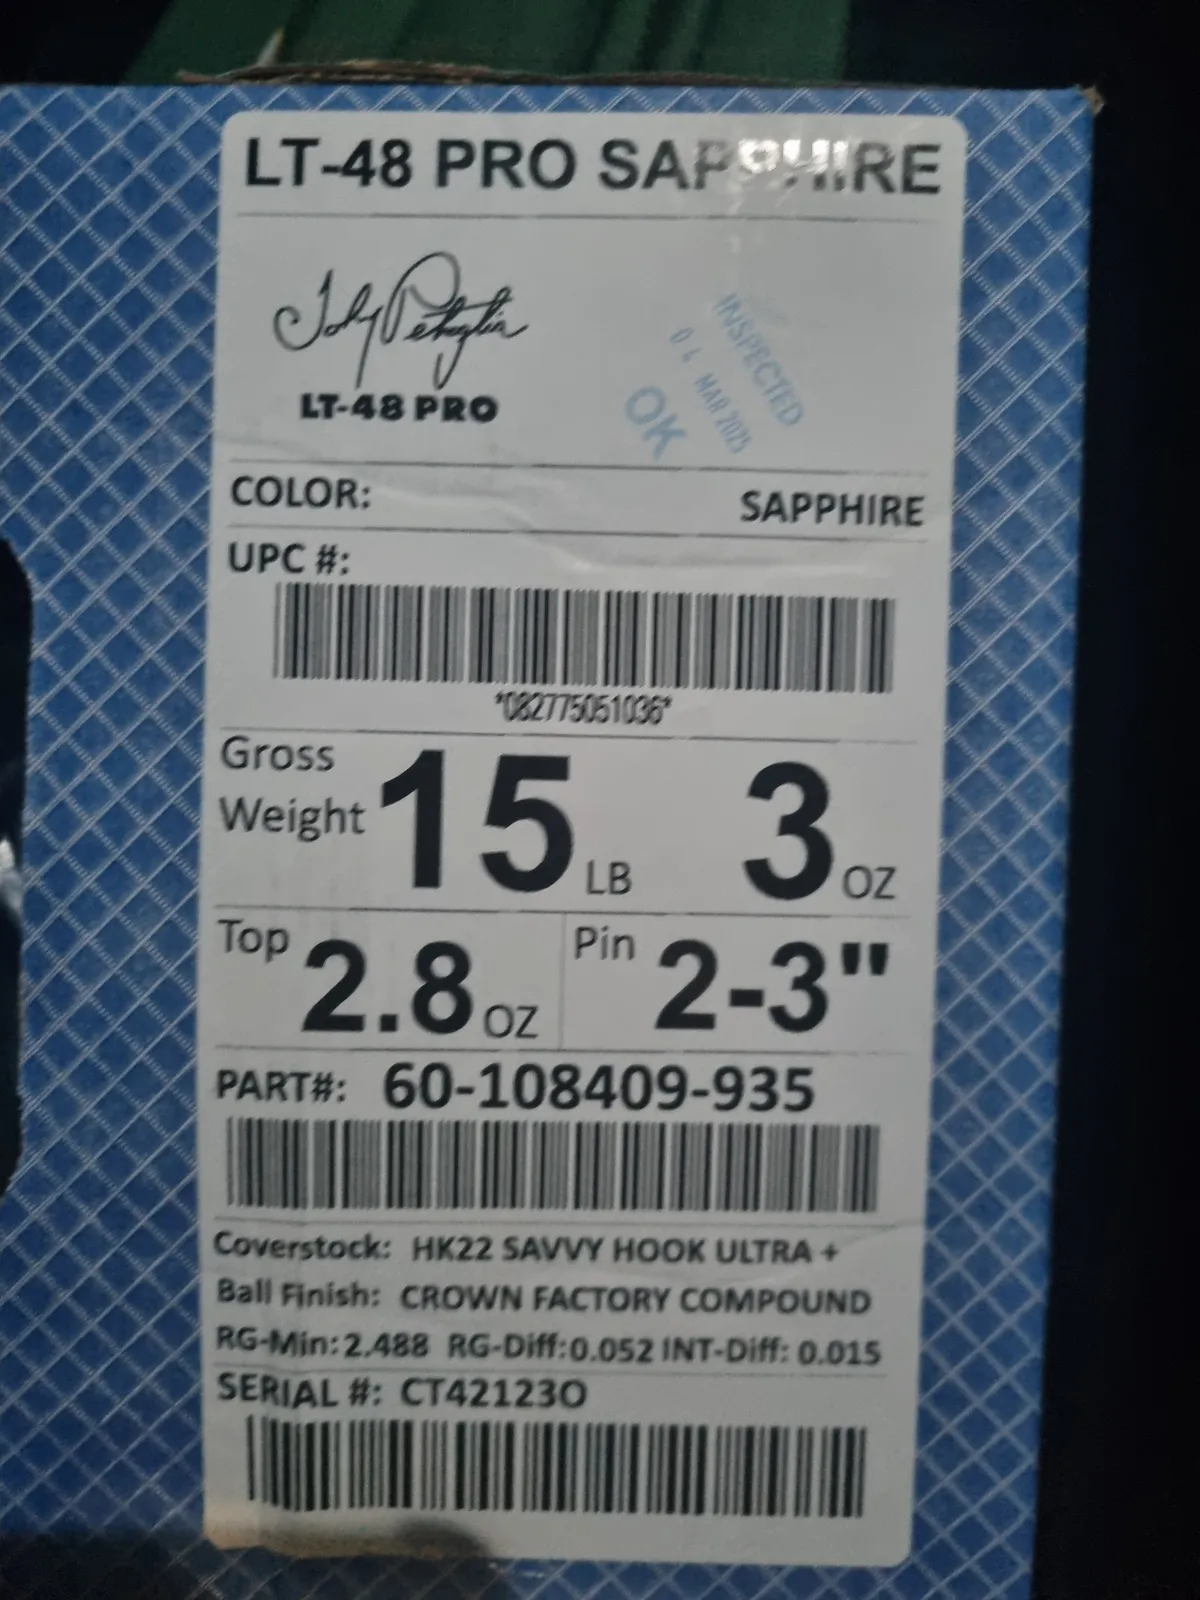 LT-48 PRO SAPPHIRE
LT-48 PRO
INSPECTED
04 MAR 2025
OK
COLOR: SAPPHIRE
UPC #:
*082775051036*
Gross Weight 15 LB 3 OZ
Top 2.8 OZ Pin 2-3"
PART#: 60-108409-935
Coverstock: HK22 SAVVY HOOK ULTRA +
Ball Finish: CROWN FACTORY COMPOUND
RG-Min:2.488 RG-Diff:0.052 INT-Diff: 0.015
SERIAL #: CT421230